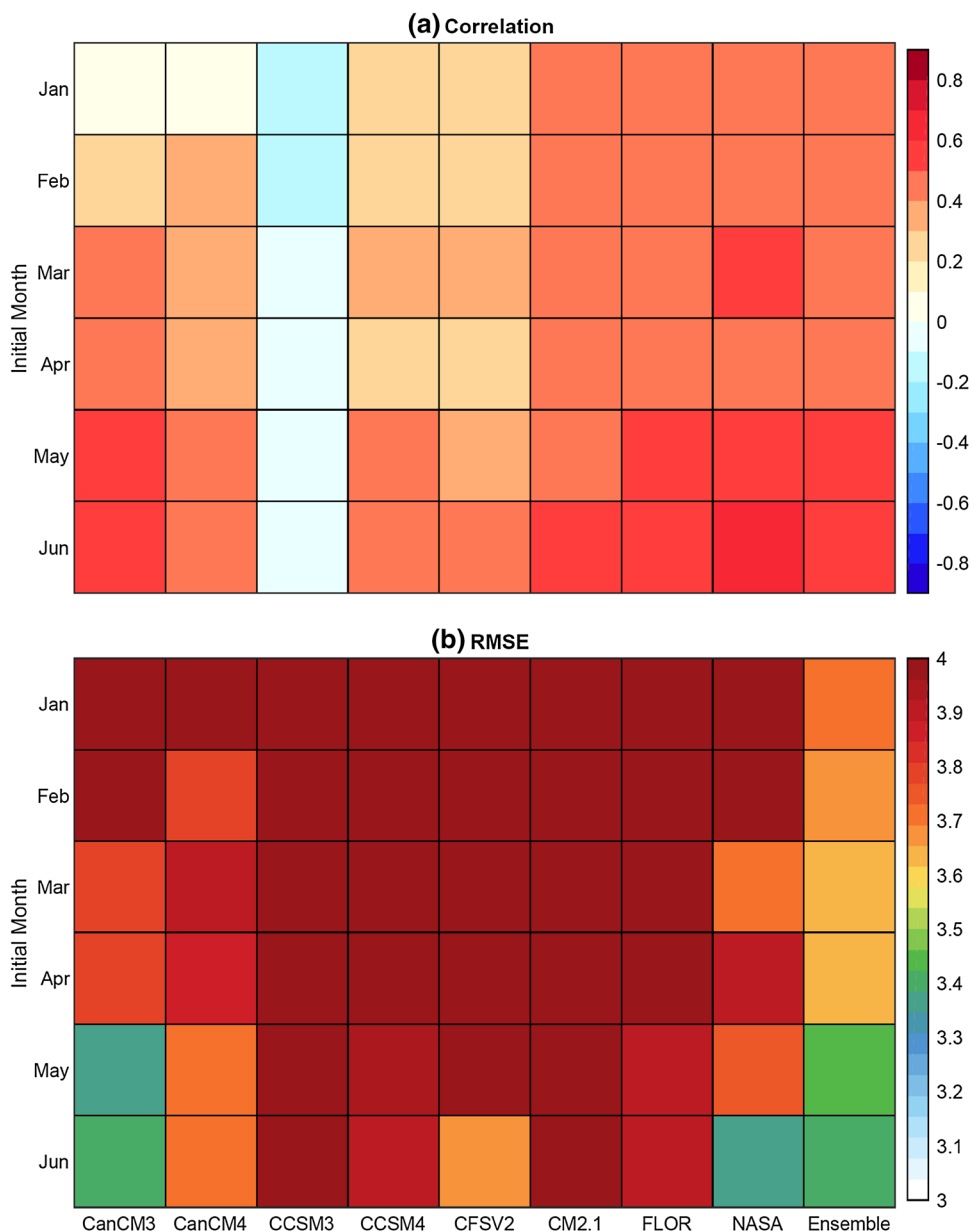 (a) Correlation
Initial Month
Jan
Feb
Mar
Apr
May
Jun
0.8
0.6
0.4
0.2
0
-0.2
-0.4
-0.6
-0.8
(b) RMSE
Initial Month
Jan
Feb
Mar
Apr
May
Jun
4
3.9
3.8
3.7
3.6
3.5
3.4
3.3
3.2
3.1
3
CanCM3 CanCM4 CCSM3 CCSM4 CFSV2 CM2.1 FLOR NASA Ensemble